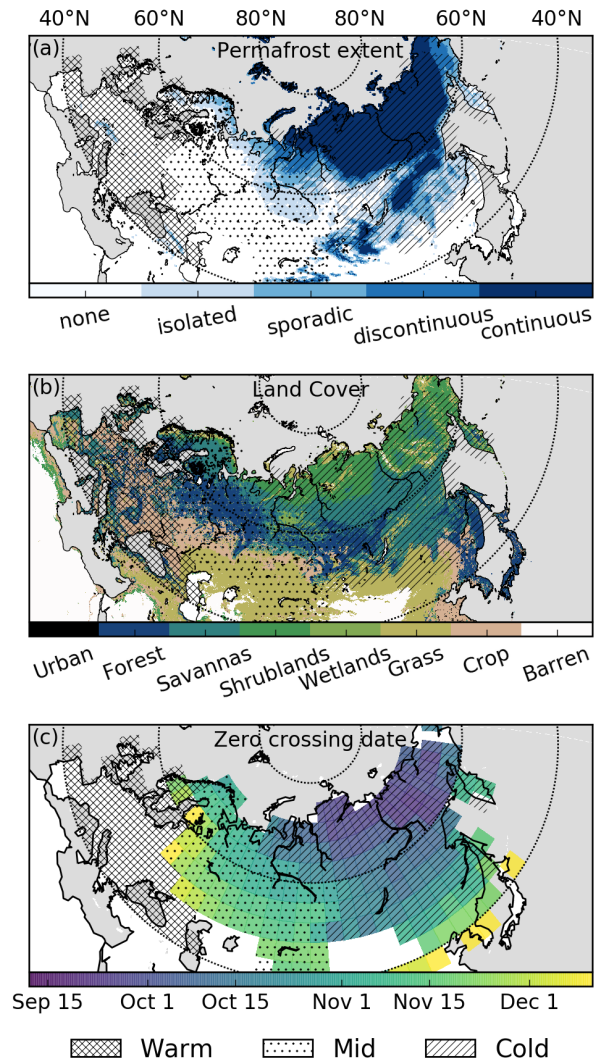 40°N 60°N 80°N 80°N 60°N 40°N
(a) Permafrost extent
none isolated sporadic discontinuous continuous
(b) Land Cover
Urban Forest Savannas Shrublands Wetlands Grass Crop Barren
(c) Zero crossing date
Sep 15 Oct 1 Oct 15 Nov 1 Nov 15 Dec 1
Warm Mid Cold